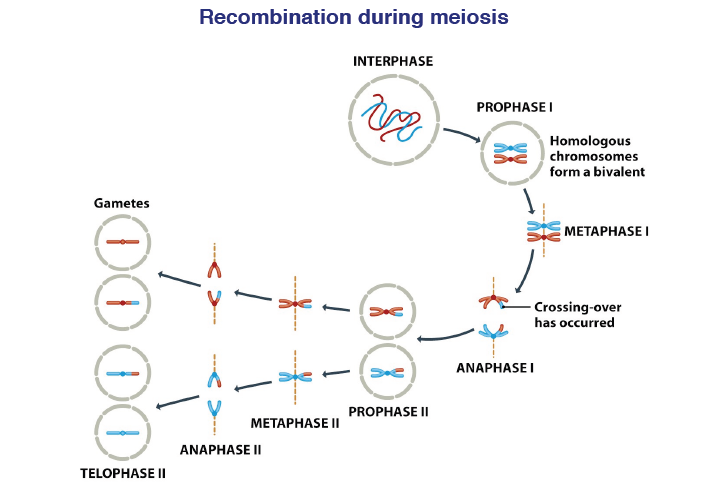 Recombination during meiosis
INTERPHASE
PROPHASE I
Homologous
chromosomes
form a bivalent
METAPHASE I
Crossing-over
has occurred
ANAPHASE I
PROPHASE II
METAPHASE II
ANAPHASE II
Gametes
TELOPHASE II